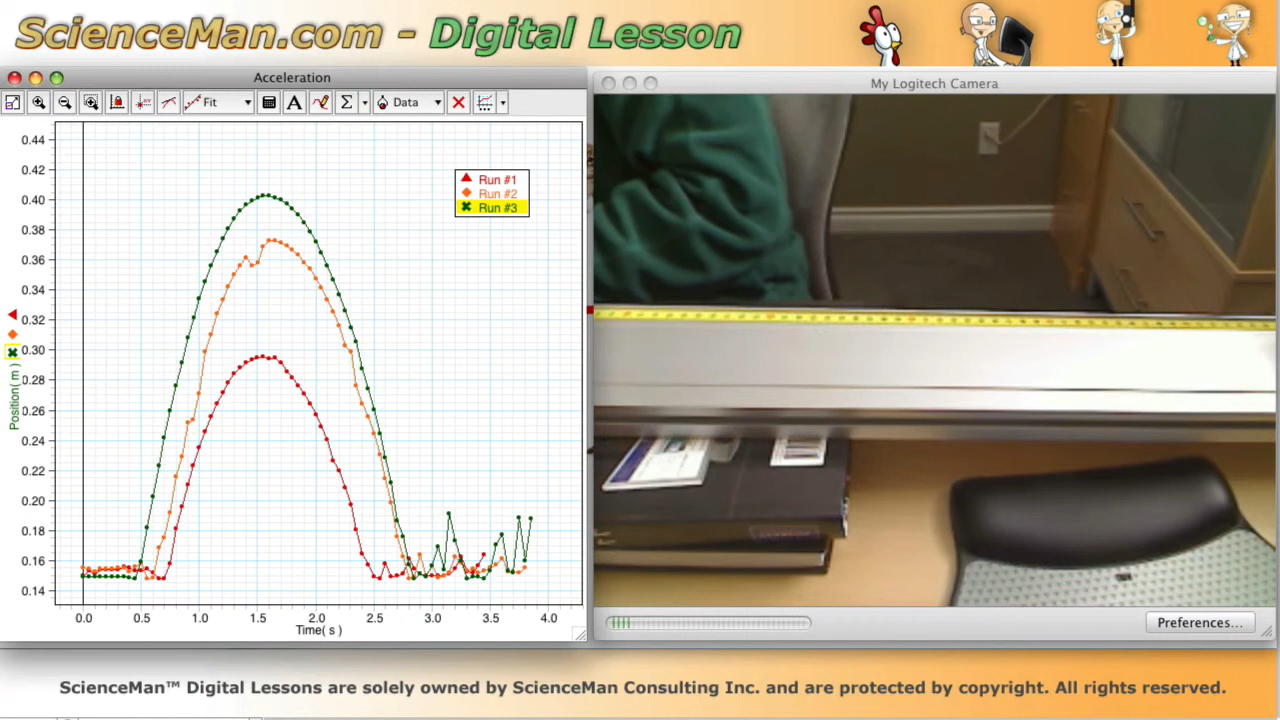 ScienceMan.com - Digital Lesson
Acceleration
My Logitech Camera
Fit
A
Σ
Data
Run #1
Run #2
Run #3
0.44
0.42
0.40
0.38
0.36
0.34
0.32
0.30
0.28
0.26
0.24
0.22
0.20
0.18
0.16
0.14
Position( m )
0.0 0.5 1.0 1.5 2.0 2.5 3.0 3.5 4.0
Time( s )
Preferences...
ScienceMan™ Digital Lessons are solely owned by ScienceMan Consulting Inc. and are protected by copyright. All rights reserved.